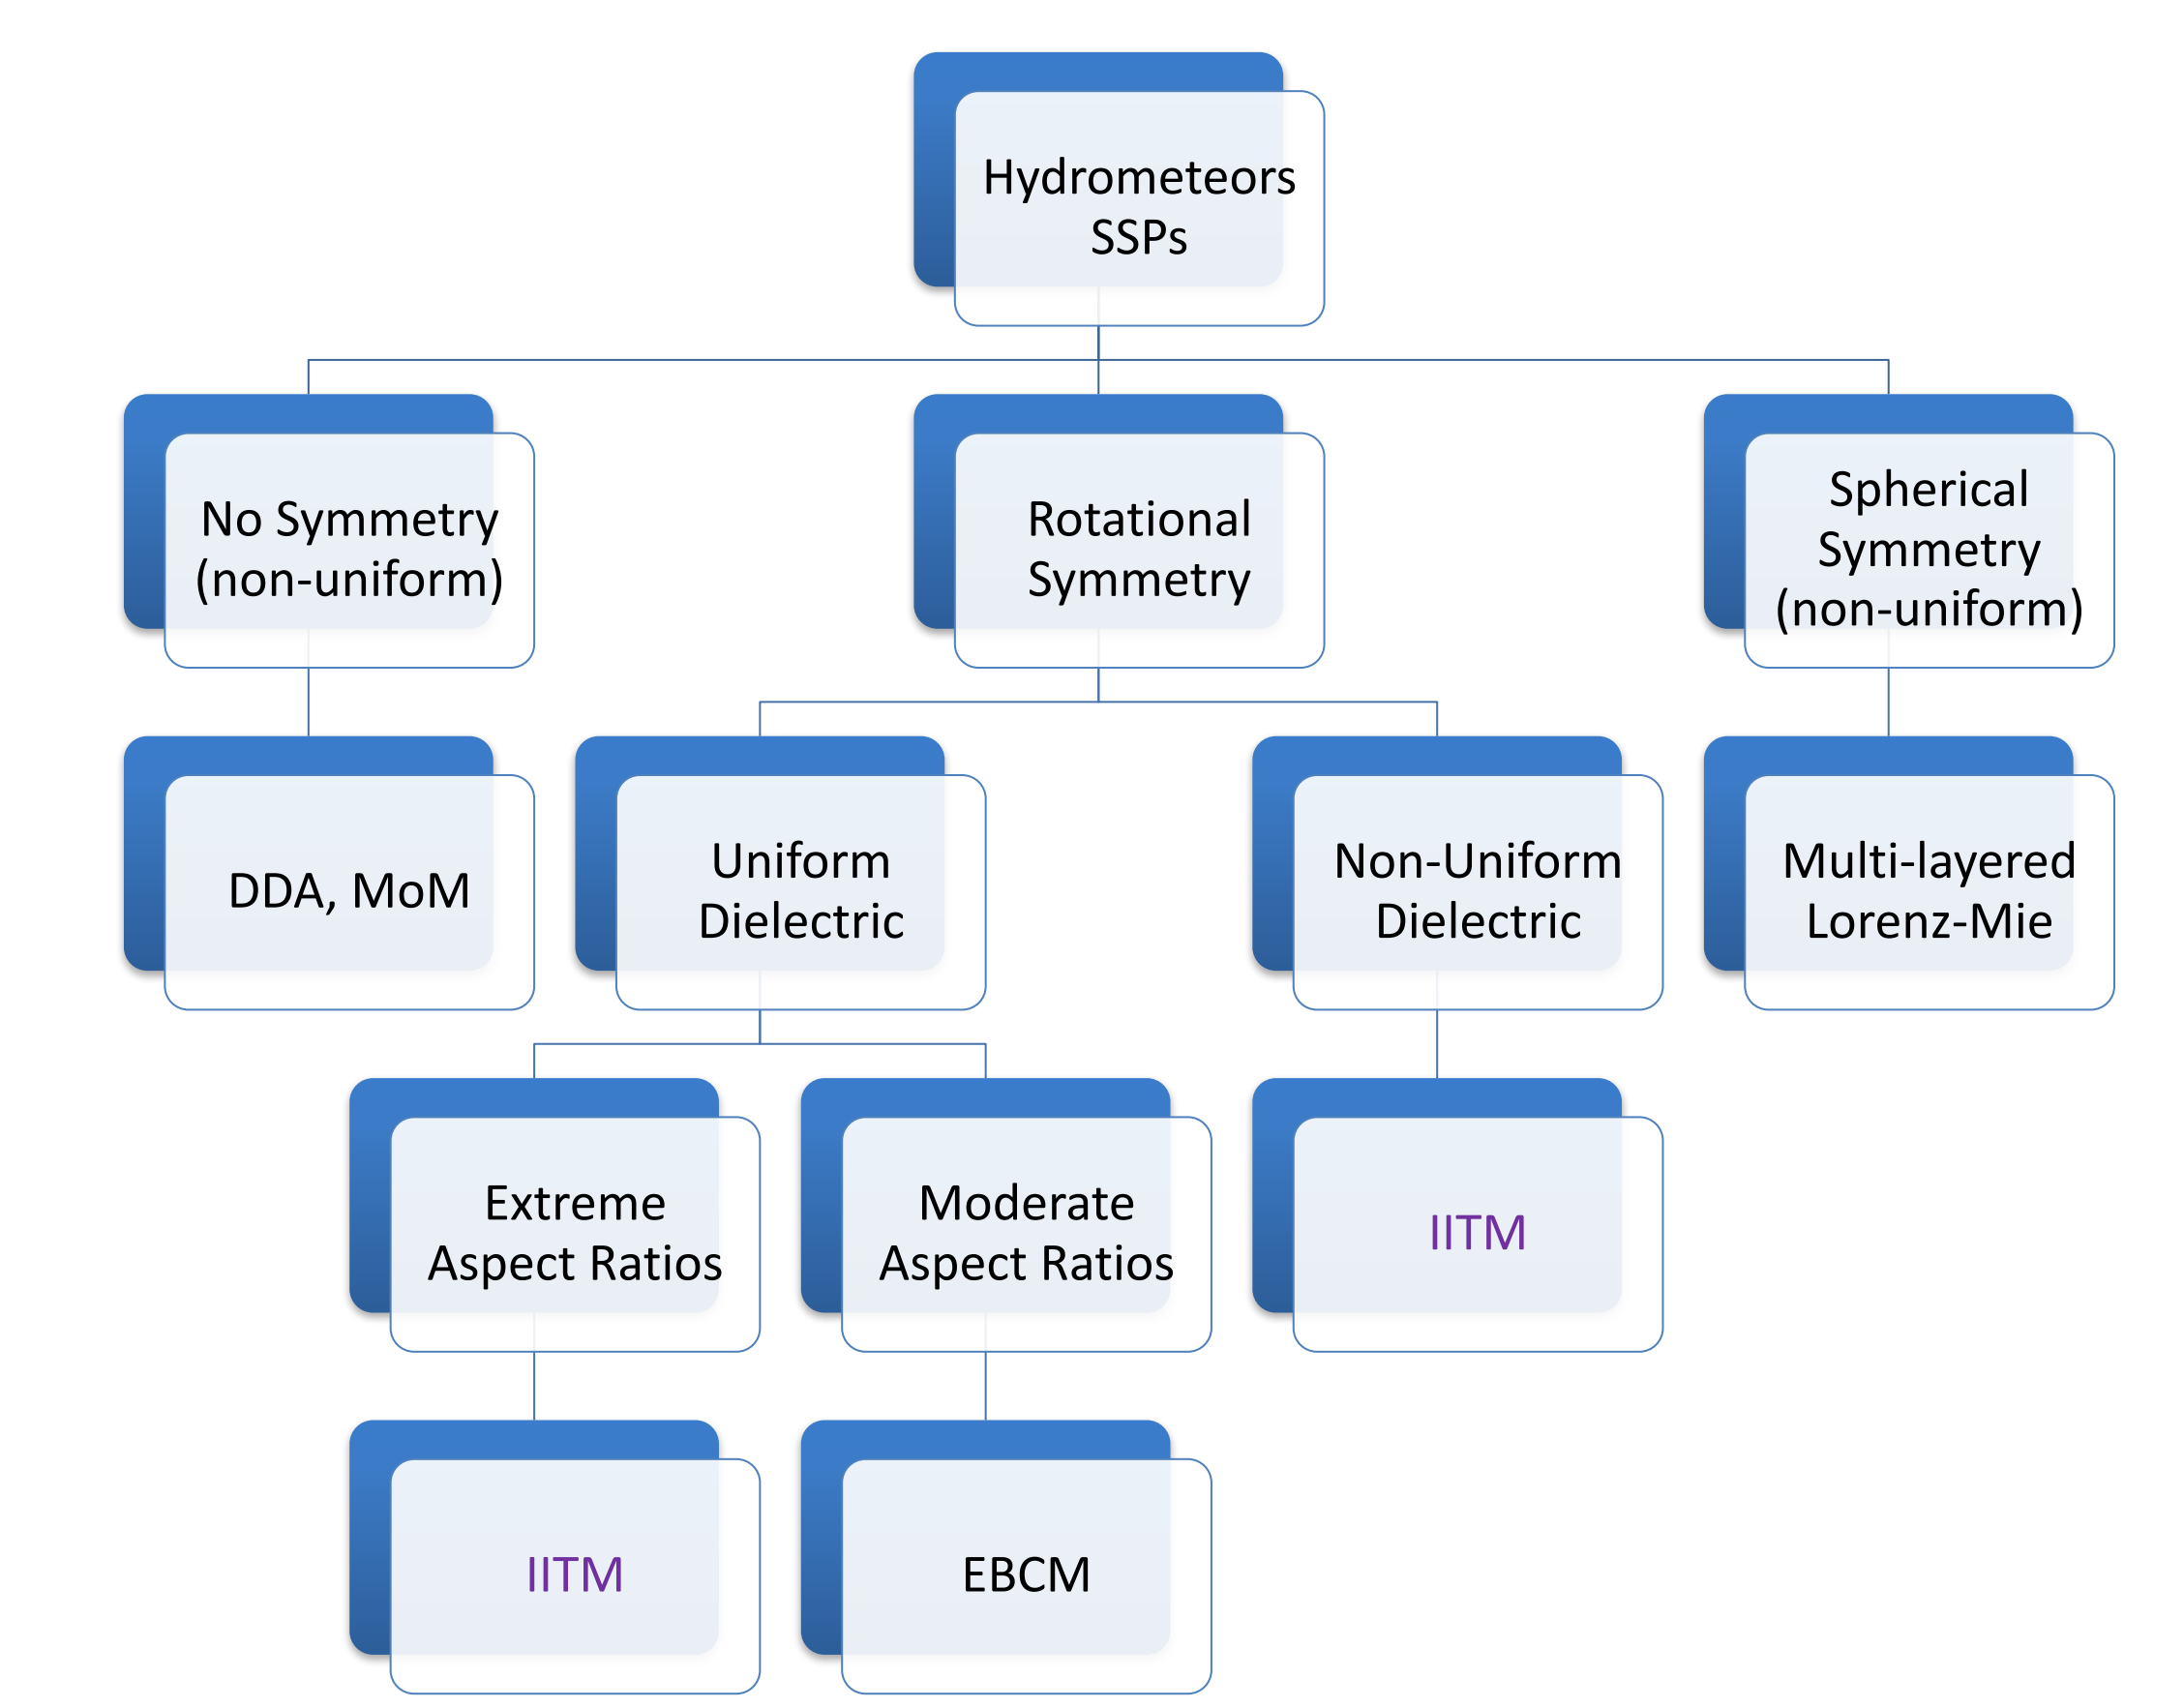 Hydrometeors
SSPs
No Symmetry
(non-uniform)
Rotational
Symmetry
Spherical
Symmetry
(non-uniform)
DDA, MoM
Uniform
Dielectric
Non-Uniform
Dielectric
Multi-layered
Lorenz-Mie
Extreme
Aspect Ratios
Moderate
Aspect Ratios
IITM
IITM
EBCM